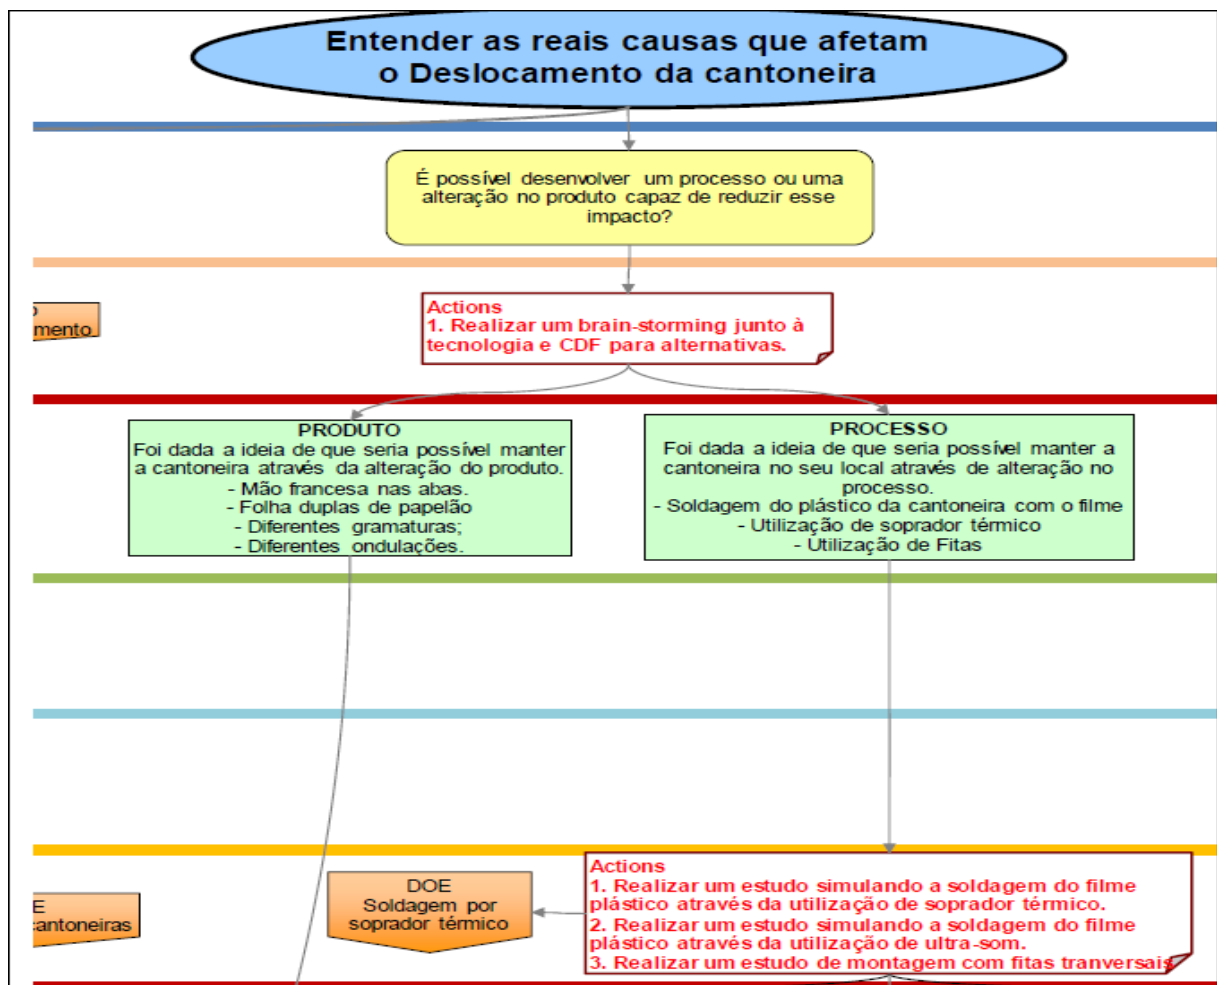 Entender as reais causas que afetam
o Deslocamento da cantoneira
É possível desenvolver um processo ou uma
alteração no produto capaz de reduzir esse
impacto?
mento
Actions
1. Realizar um brain-storming junto à
tecnologia e CDF para alternativas.
PRODUTO
Foi dada a ideia de que seria possível manter
a cantoneira através da alteração do produto.
- Mão francesa nas abas.
- Folha duplas de papelão
- Diferentes gramaturas;
- Diferentes ondulações.
PROCESSO
Foi dada a ideia de que seria possível manter a
cantoneira no seu local através de alteração no
processo.
- Soldagem do plástico da cantoneira com o filme
- Utilização de soprador térmico
- Utilização de Fitas
E
cantoneiras
DOE
Soldagem por
soprador térmico
Actions
1. Realizar um estudo simulando a soldagem do filme
plástico através da utilização de soprador térmico.
2. Realizar um estudo simulando a soldagem do filme
plástico através da utilização de ultra-som.
3. Realizar um estudo de montagem com fitas tranversais